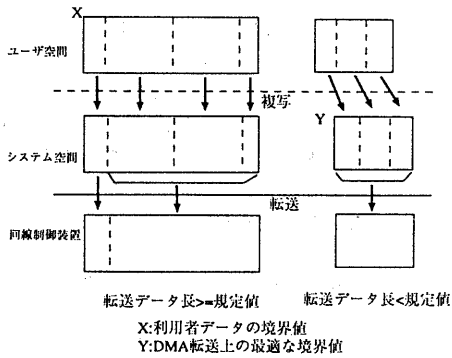 X
ユーザ空間
複写
Y
システム空間
転送
回線制御装置
転送データ長>=規定値
転送データ長<規定値
X:利用者データの境界値
Y:DMA転送上の最適な境界値